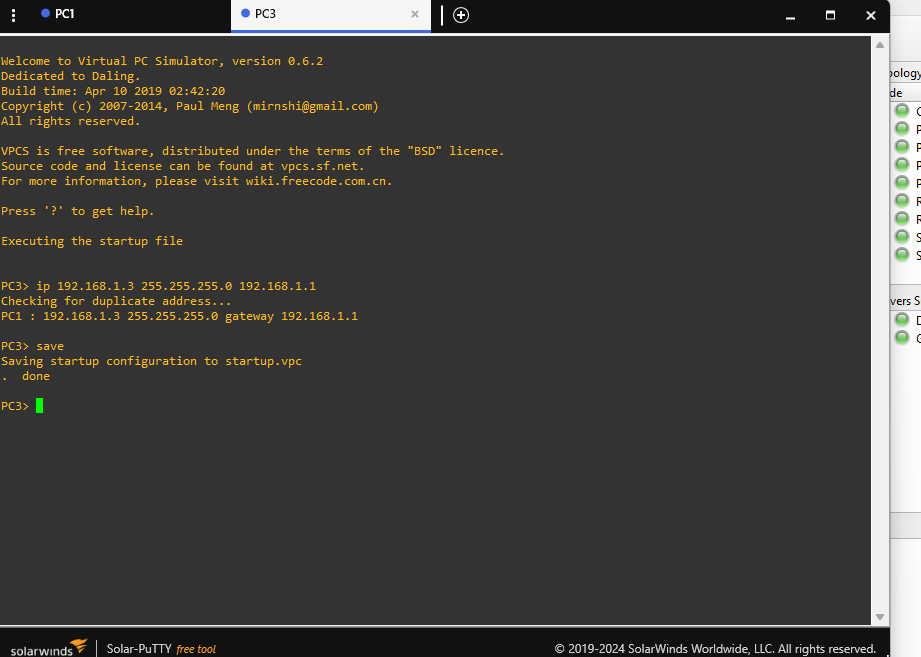 PC1
PC3
Welcome to Virtual PC Simulator, version 0.6.2
Dedicated to Daling.
Build time: Apr 10 2019 02:42:20
Copyright (c) 2007-2014, Paul Meng (mirnshi@gmail.com)
All rights reserved.
VPCS is free software, distributed under the terms of the "BSD" licence.
Source code and license can be found at vpcs.sf.net.
For more information, please visit wiki.freecode.com.cn.
Press '?' to get help.
Executing the startup file
PC3> ip 192.168.1.3 255.255.255.0 192.168.1.1
Checking for duplicate address...
PC1 : 192.168.1.3 255.255.255.0 gateway 192.168.1.1
PC3> save
Saving startup configuration to startup.vpc
.  done
PC3>
solarwinds
Solar-PuTTY free tool
© 2019-2024 SolarWinds Worldwide, LLC. All rights reserved.